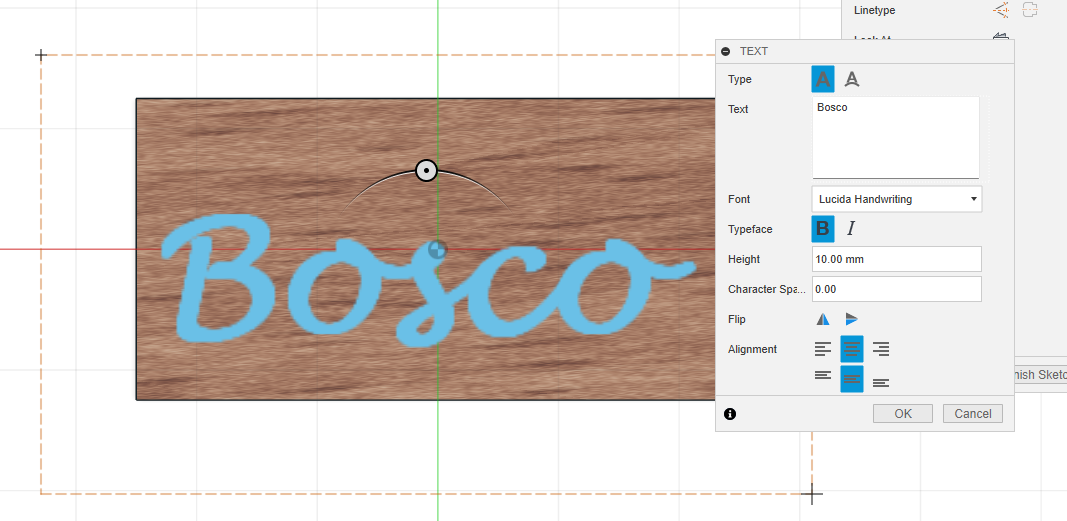 Linetype
Look At
TEXT
Type A A
Text Bosco
Font Lucida Handwriting
Typeface B I
Height 10.00 mm
Character Spa... 0.00
Flip
Alignment
nish Sketc
OK Cancel
Bosco